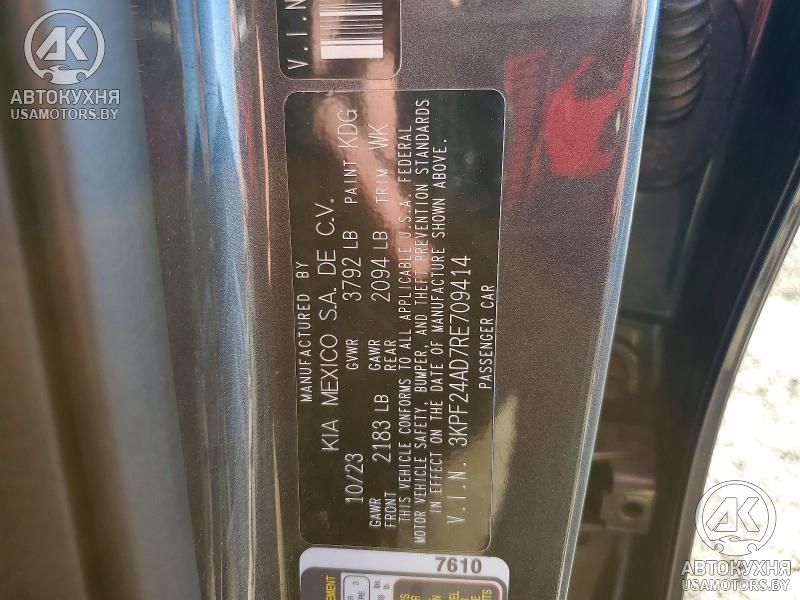 АВТОКУХНЯ
USAMOTORS.BY
V.I.N
MANUFACTURED BY
KIA MEXICO S.A. DE C.V.
10/23 GVWR 3792 LB PAINT KDG
GAWR FRONT 2183 LB GAWR REAR 2094 LB TRIM WK
THIS VEHICLE CONFORMS TO ALL APPLICABLE U.S.A. FEDERAL
MOTOR VEHICLE SAFETY, BUMPER, AND THEFT PREVENTION STANDARDS
IN EFFECT ON THE DATE OF MANUFACTURE SHOWN ABOVE.
V.I.N. 3KPF24AD7RE709414
PASSENGER CAR
7610
АВТОКУХНЯ
USAMOTORS.BY